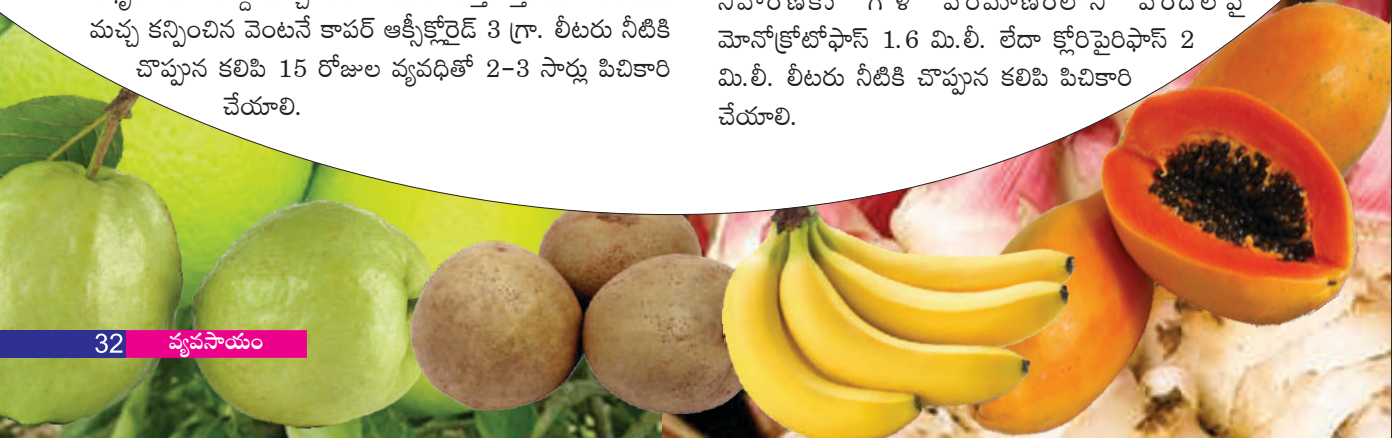 మచ్చ కన్పించిన వెంటనే కాపర్ ఆక్సీక్లోరైడ్ 3 గ్రా. లీటరు నీటికి
చొప్పున కలిపి 15 రోజుల వ్యవధితో 2-3 సార్లు పిచికారి
చేయాలి.
మోనోక్రోటోఫాస్ 1.6 మి.లీ. లేదా క్లోరిపైరిఫాస్ 2
మి.లీ. లీటరు నీటికి చొప్పున కలిపి పిచికారి
చేయాలి.
32 వ్యవసాయం